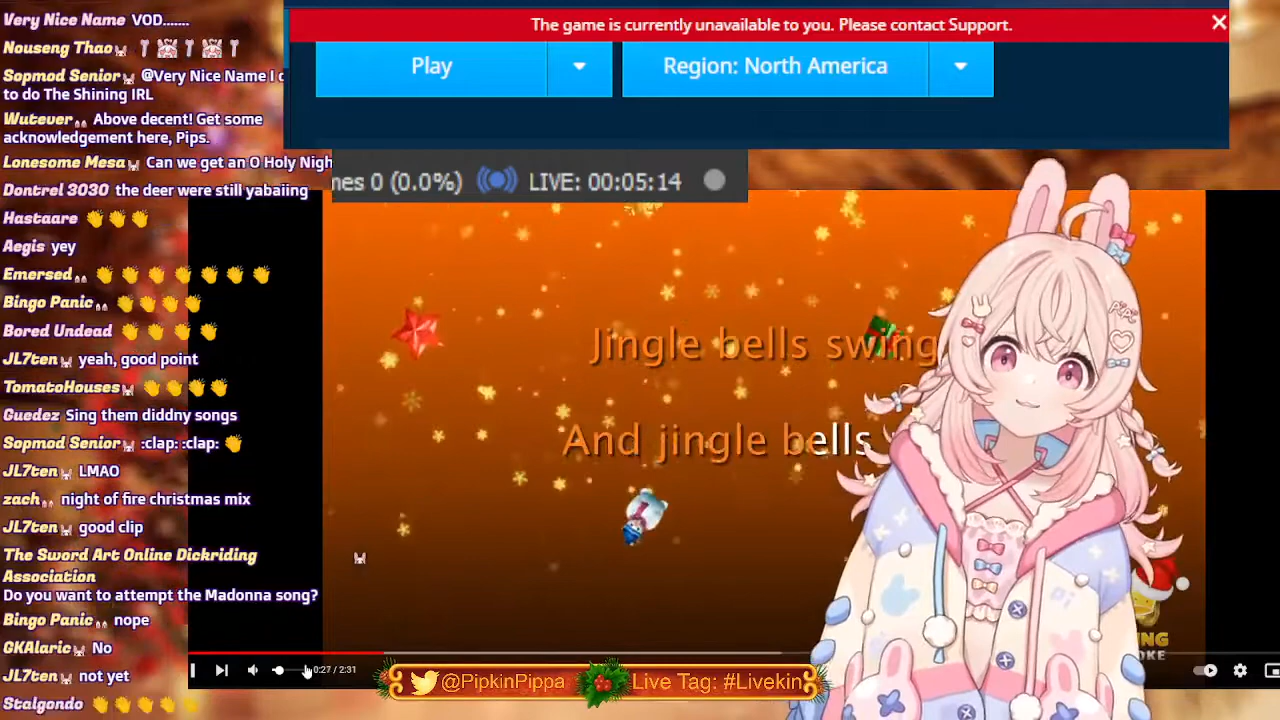 Very Nice Name VOD.......
Nouseng Thao
Sopmod Senior @Very Nice Name I
to do The Shining IRL
Wutever Above decent! Get some
acknowledgement here, Pips.
Lonesome Mesa Can we get an O Holy Nigh
Dontrel 3030 the deer were still yabaiing
Hastaare
Aegis yey
Emersed
Bingo Panic
Bored Undead
JL7ten yeah, good point
TomatoHouses
Guedez Sing them diddny songs
Sopmod Senior :clap: :clap:
JL7ten LMAO
zach night of fire christmas mix
JL7ten good clip
The Sword Art Online Dickriding
Association
Do you want to attempt the Madonna song?
Bingo Panic nope
GKAlaric No
JL7ten not yet
Stalgondo
The game is currently unavailable to you. Please contact Support.
Play
Region: North America
mes 0 (0.0%) LIVE: 00:05:14
Jingle bells swing
And jingle bells
0:27 / 2:31
@PipkinPippa Live Tag: #Livekin